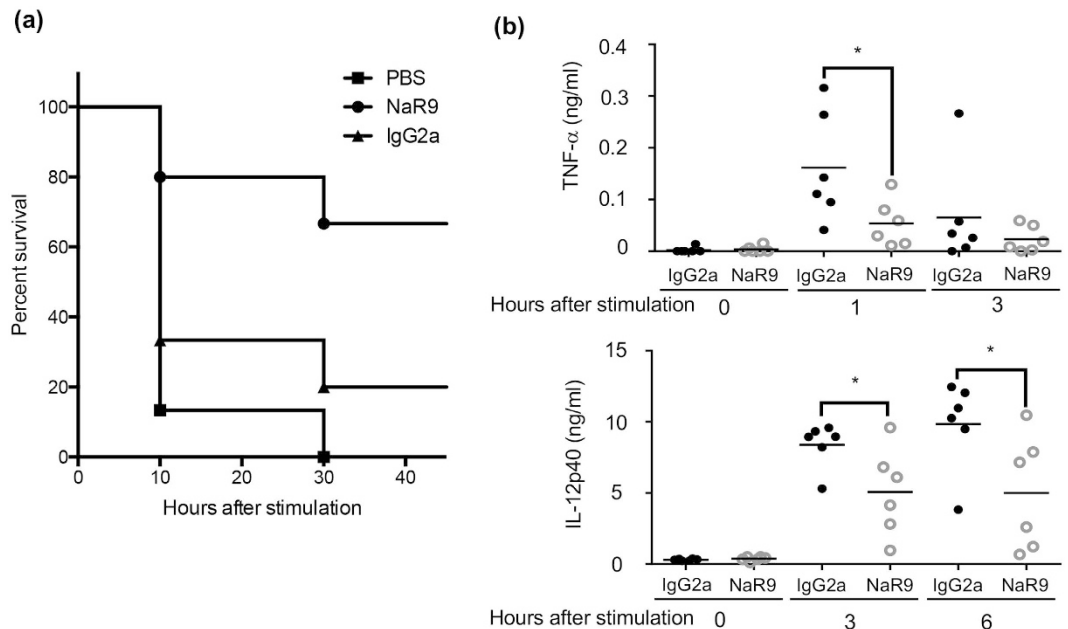 (a)
PBS
NaR9
IgG2a
100
80
60
40
20
0
Percent survival
0 10 20 30 40
Hours after stimulation
(b)
0.4
0.3
0.2
0.1
0
TNF-α (ng/ml)
*
IgG2a NaR9 IgG2a NaR9 IgG2a NaR9
Hours after stimulation 0 1 3
15
10
5
0
IL-12p40 (ng/ml)
* *
IgG2a NaR9 IgG2a NaR9 IgG2a NaR9
Hours after stimulation 0 3 6